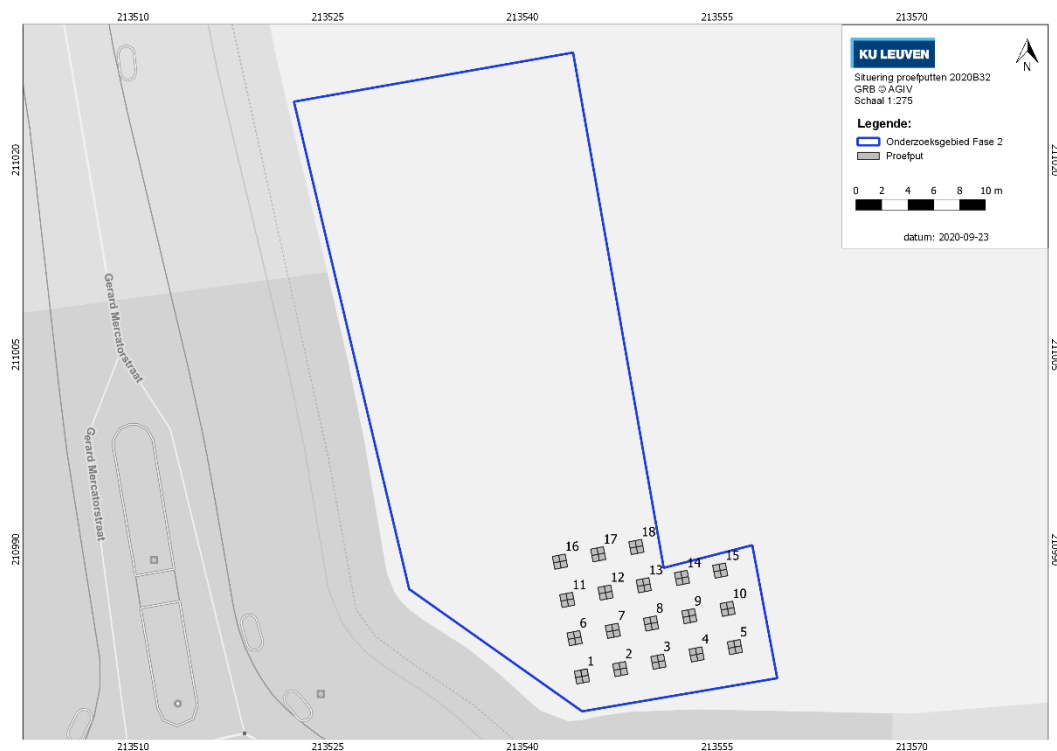 213510 213525 213540 213555 213570
KU LEUVEN
N
Situering proefputten 2020B32
GRB © AGIV
Schaal 1:275
Legende:
Onderzoeksgebied Fase 2
Proefput
0 2 4 6 8 10 m
datum: 2020-09-23
211020 211020
Gerard Mercatorstraat
211005 211005
Gerard Mercatorstraat
210990 210990
16 17 18
11 12 13 14 15
6 7 8 9 10
1 2 3 4 5
213510 213525 213540 213555 213570